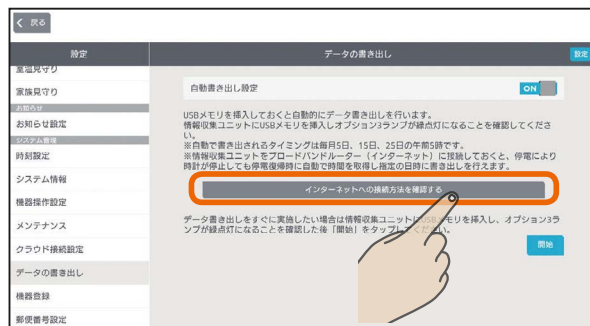 戻る
設定
データの書き出し
設定
室温見守り
家族見守り
お知らせ
お知らせ設定
システム管理
時刻設定
システム情報
機器操作設定
メンテナンス
クラウド接続設定
データの書き出し
機器登録
郵便番号設定
自動書き出し設定
ON
USBメモリを挿入しておくと自動的にデータ書き出しを行います。
情報収集ユニットにUSBメモリを挿入しオプション3ランプが緑点灯になることを確認してくださ
い。
※自動で書き出されるタイミングは毎月5日、15日、25日の午前5時です。
※情報収集ユニットをブロードバンドルーター（インターネット）に接続しておくと、停電により
時計が停止しても停電復帰時に自動で時間を取得し指定の日時に書き出しを行えます。
インターネットへの接続方法を確認する
データ書き出しをすぐに実施したい場合は情報収集ユニットにUSBメモリを挿入し、オプション3ラ
ンプが緑点灯になることを確認した後「開始」をタップしてください。
開始